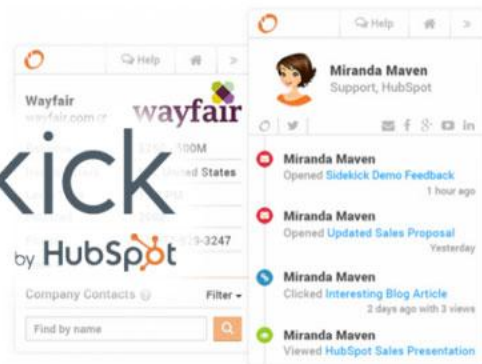 Help
Wayfair
wayfair.com
wayfair
United States
kick
by HubSpot
Company Contacts
Filter
Find by name
Help
Miranda Maven
Support, HubSpot
Miranda Maven
Opened Sidekick Demo Feedback
1 hour ago
Miranda Maven
Opened Updated Sales Proposal
Yesterday
Miranda Maven
Clicked Interesting Blog Article
2 days ago with 3 views
Miranda Maven
Viewed HubSpot Sales Presentation